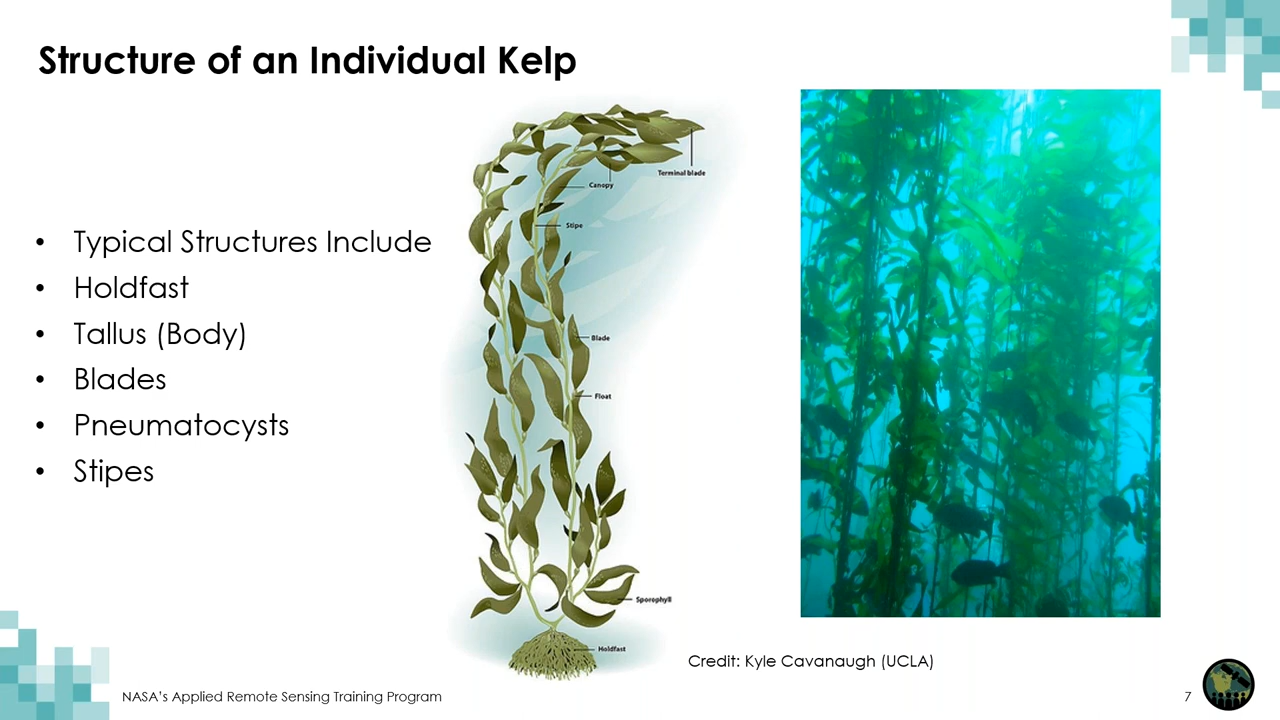 Structure of an Individual Kelp
• Typical Structures Include
• Holdfast
• Tallus (Body)
• Blades
• Pneumatocysts
• Stipes
Terminal blade
Canopy
Stipe
Blade
Float
Sporophyll
Holdfast
Credit: Kyle Cavanaugh (UCLA)
NASA's Applied Remote Sensing Training Program
7